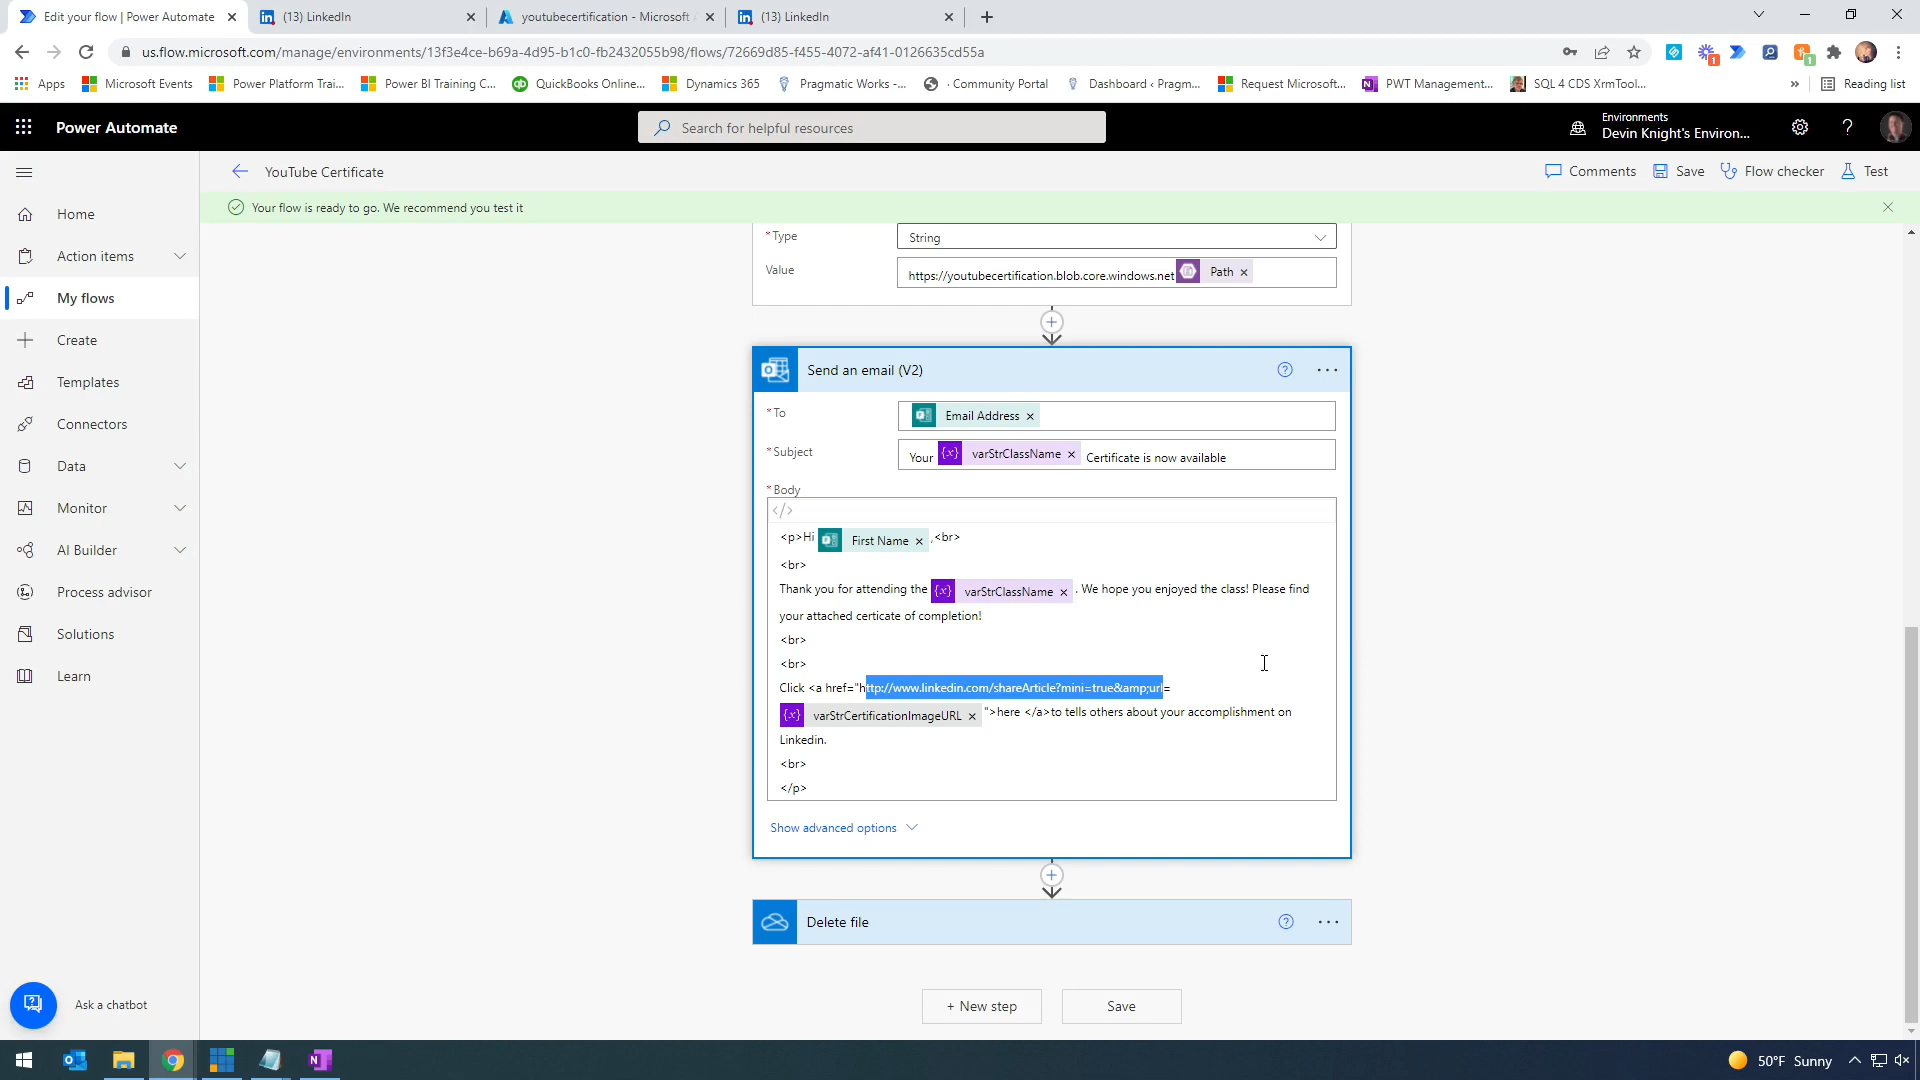 Edit your flow | Power Automate
(13) LinkedIn
youtubecertification - Microsoft
(13) LinkedIn
us.flow.microsoft.com/manage/environments/13f3e4ce-b69a-4d95-b1c0-fb2432055b98/flows/72669d85-f455-4072-af41-0126635cd55a
1
1
Apps
Microsoft Events
Power Platform Trai...
Power BI Training C...
QuickBooks Online...
Dynamics 365
Pragmatic Works -...
· Community Portal
Dashboard ‹ Pragm...
Request Microsoft...
PWT Management...
SQL 4 CDS XrmTool...
»
Reading list
Power Automate
Search for helpful resources
Environments
Devin Knight's Environ...
?
YouTube Certificate
Comments
Save
Flow checker
Test
Your flow is ready to go. We recommend you test it
Home
Action items
My flows
Create
Templates
Connectors
Data
Monitor
AI Builder
Process advisor
Solutions
Learn
Ask a chatbot
*Type
String
Value
https://youtubecertification.blob.core.windows.net Path ×
Send an email (V2)
*To
Email Address ×
*Subject
Your {x} varStrClassName × Certificate is now available
*Body
</>
<p>Hi First Name × ,<br>
<br>
Thank you for attending the {x} varStrClassName × . We hope you enjoyed the class! Please find
your attached certicate of completion!
<br>
<br>
Click <a href="http://www.linkedin.com/shareArticle?mini=true&amp;url=
{x} varStrCertificationImageURL × ">here </a>to tells others about your accomplishment on
Linkedin.
<br>
</p>
Show advanced options
Delete file
+ New step
Save
50°F Sunny